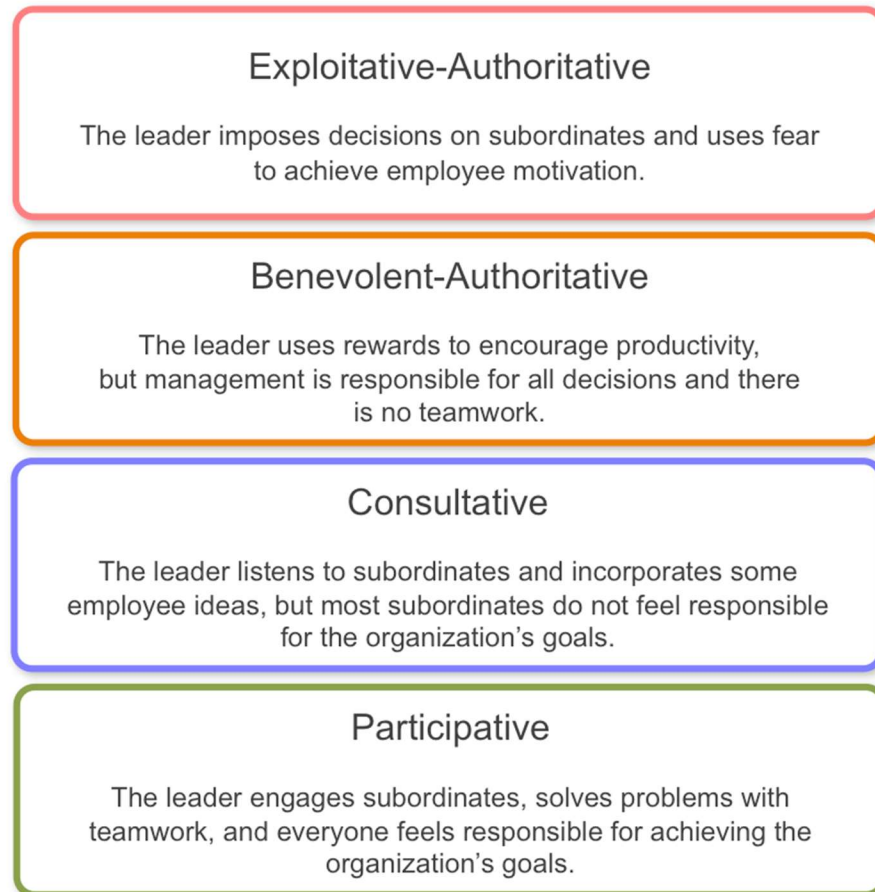 Exploitative-Authoritative
The leader imposes decisions on subordinates and uses fear
to achieve employee motivation.
Benevolent-Authoritative
The leader uses rewards to encourage productivity,
but management is responsible for all decisions and there
is no teamwork.
Consultative
The leader listens to subordinates and incorporates some
employee ideas, but most subordinates do not feel responsible
for the organization’s goals.
Participative
The leader engages subordinates, solves problems with
teamwork, and everyone feels responsible for achieving the
organization’s goals.